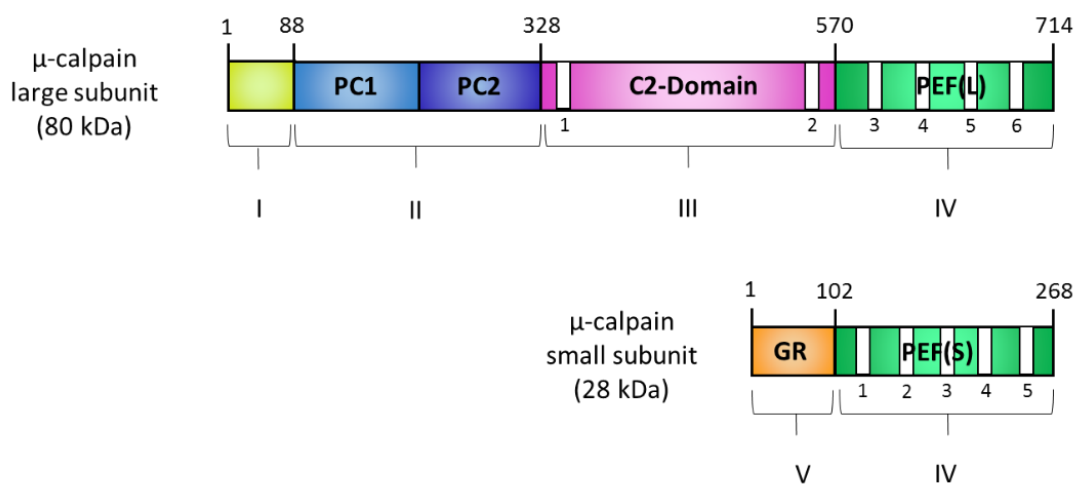 1 88 328 570 714
μ-calpain
large subunit
(80 kDa)
PC1 PC2 C2-Domain PEF(L)
1 2 3 4 5 6
I II III IV
1 102 268
μ-calpain
small subunit
(28 kDa)
GR PEF(S)
1 2 3 4 5
V IV